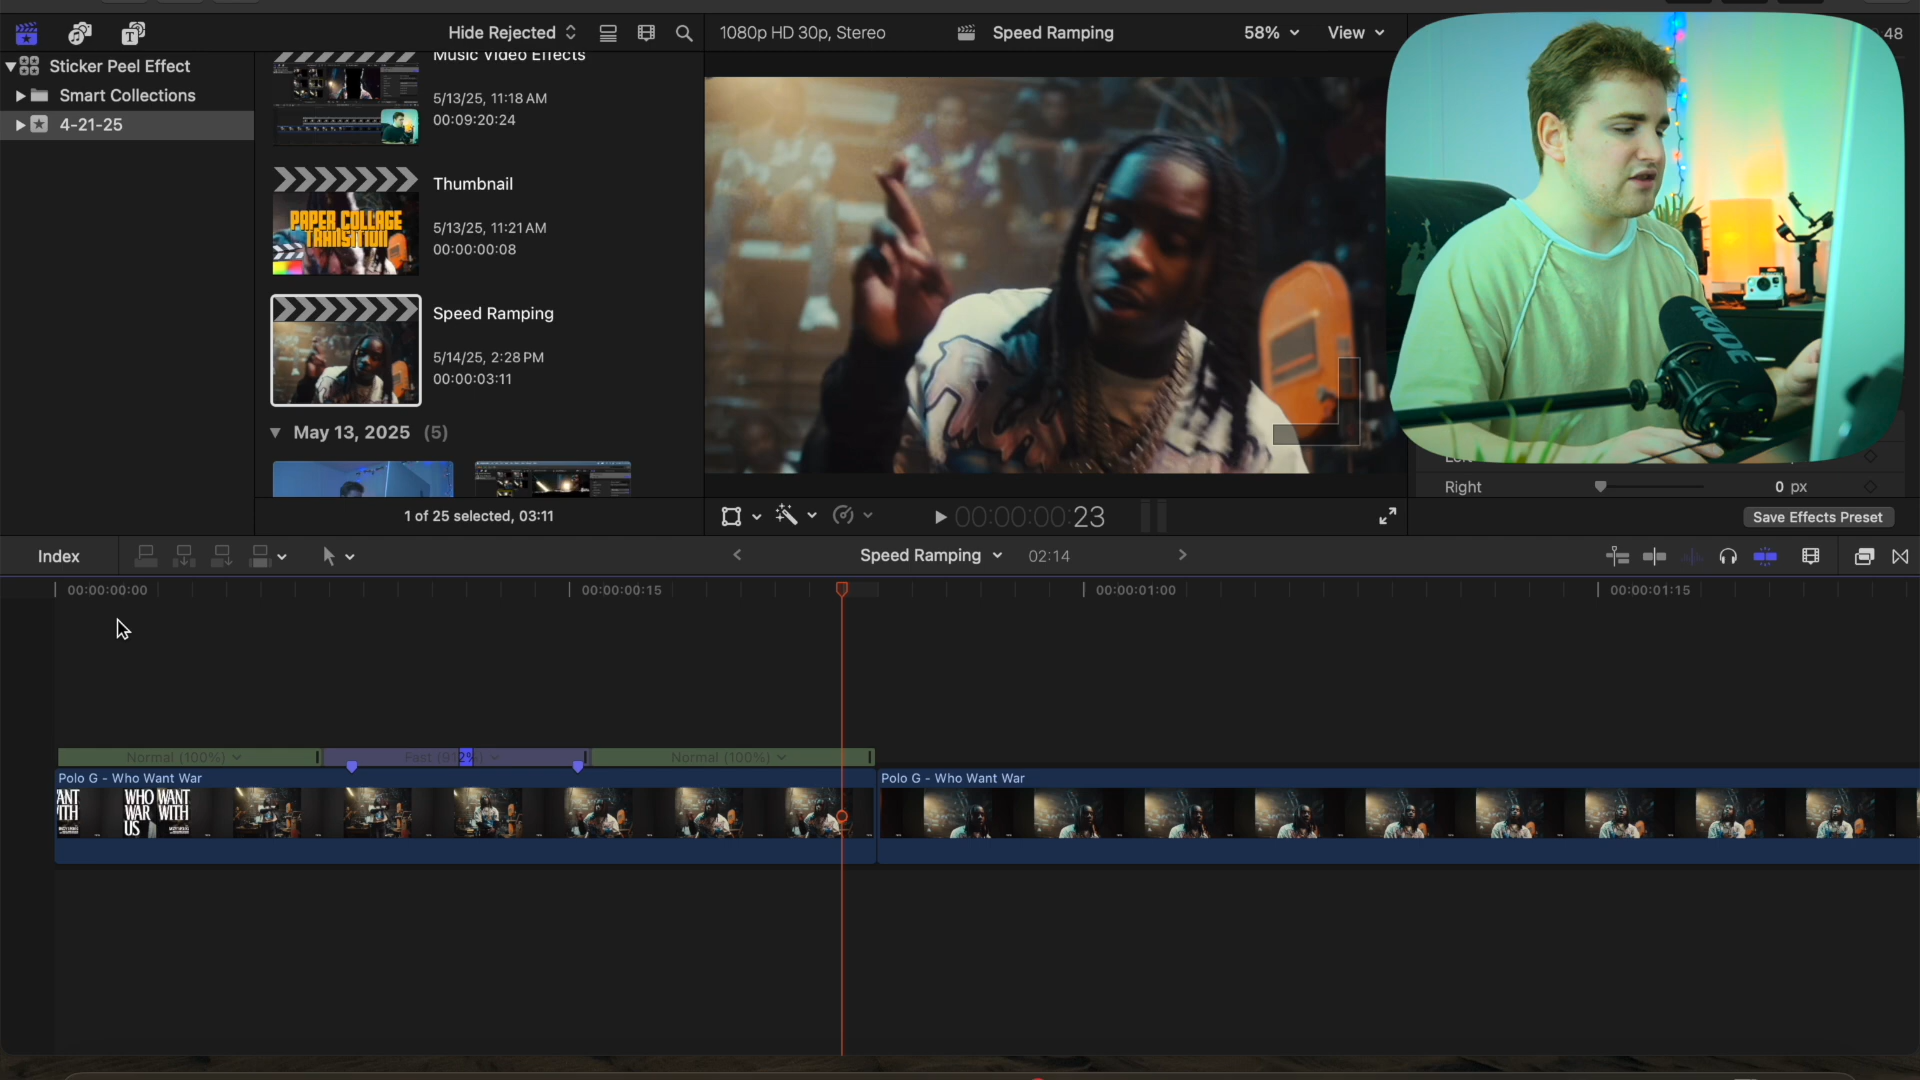 Hide Rejected
1080p HD 30p, Stereo
Speed Ramping
58%
View
48
Sticker Peel Effect
Smart Collections
4-21-25
Music Video Effects
5/13/25, 11:18 AM
00:09:20:24
Thumbnail
PAPER COLLAGE
TRANSITION
5/13/25, 11:21 AM
00:00:00:08
Speed Ramping
5/14/25, 2:28 PM
00:00:03:11
May 13, 2025 (5)
1 of 25 selected, 03:11
00:00:00:23
RODE
Right
0 px
Save Effects Preset
Index
Speed Ramping
02:14
00:00:00:00
00:00:00:15
00:00:01:00
00:00:01:15
Normal (100%)
Normal (100%)
Polo G - Who Want War
Polo G - Who Want War
ANT
ITH
WHO WANT
WAR WITH
US